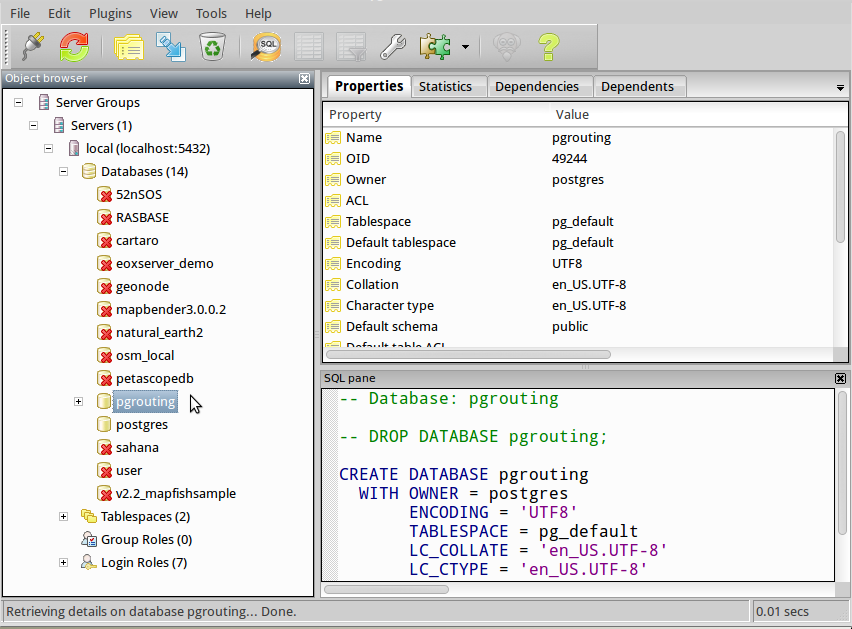 File Edit Plugins View Tools Help
SQL
Object browser
Server Groups
Servers (1)
local (localhost:5432)
Databases (14)
52nSOS
RASBASE
cartaro
eoxserver_demo
geonode
mapbender3.0.0.2
natural_earth2
osm_local
petascopedb
pgrouting
postgres
sahana
user
v2.2_mapfishsample
Tablespaces (2)
Group Roles (0)
Login Roles (7)
Properties Statistics Dependencies Dependents
Property Value
Name pgrouting
OID 49244
Owner postgres
ACL
Tablespace pg_default
Default tablespace pg_default
Encoding UTF8
Collation en_US.UTF-8
Character type en_US.UTF-8
Default schema public
Default table ACL
SQL pane
-- Database: pgrouting
-- DROP DATABASE pgrouting;
CREATE DATABASE pgrouting
WITH OWNER = postgres
ENCODING = 'UTF8'
TABLESPACE = pg_default
LC_COLLATE = 'en_US.UTF-8'
LC_CTYPE = 'en_US.UTF-8'
Retrieving details on database pgrouting... Done. 0.01 secs